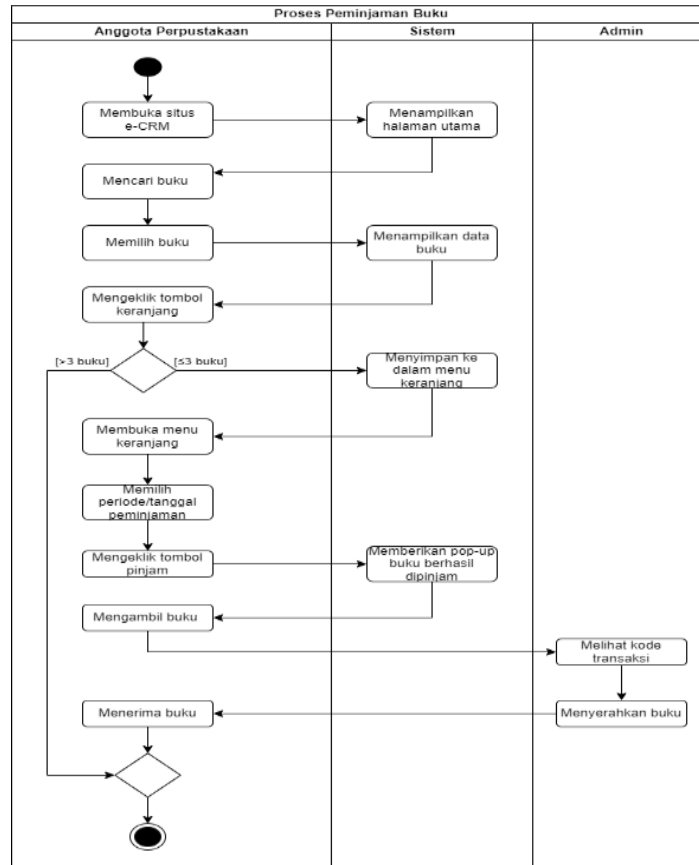 Proses Peminjaman Buku
Anggota Perpustakaan
Sistem
Admin
Membuka situs
e-CRM
Menampilkan
halaman utama
Mencari buku
Memilih buku
Menampilkan data
buku
Mengeklik tombol
keranjang
[>3 buku]
[≤3 buku]
Menyimpan ke
dalam menu
keranjang
Membuka menu
keranjang
Memilih
periode/tanggal
peminjaman
Mengeklik tombol
pinjam
Memberikan pop-up
buku berhasil
dipinjam
Mengambil buku
Melihat kode
transaksi
Menerima buku
Menyerahkan buku